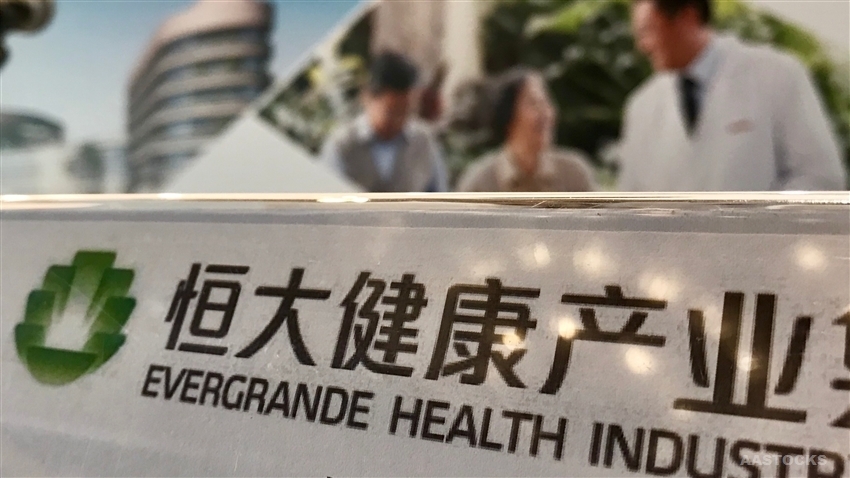 恒大健康产业
EVERGRANDE HEALTH INDUSTR
AASTOCKS